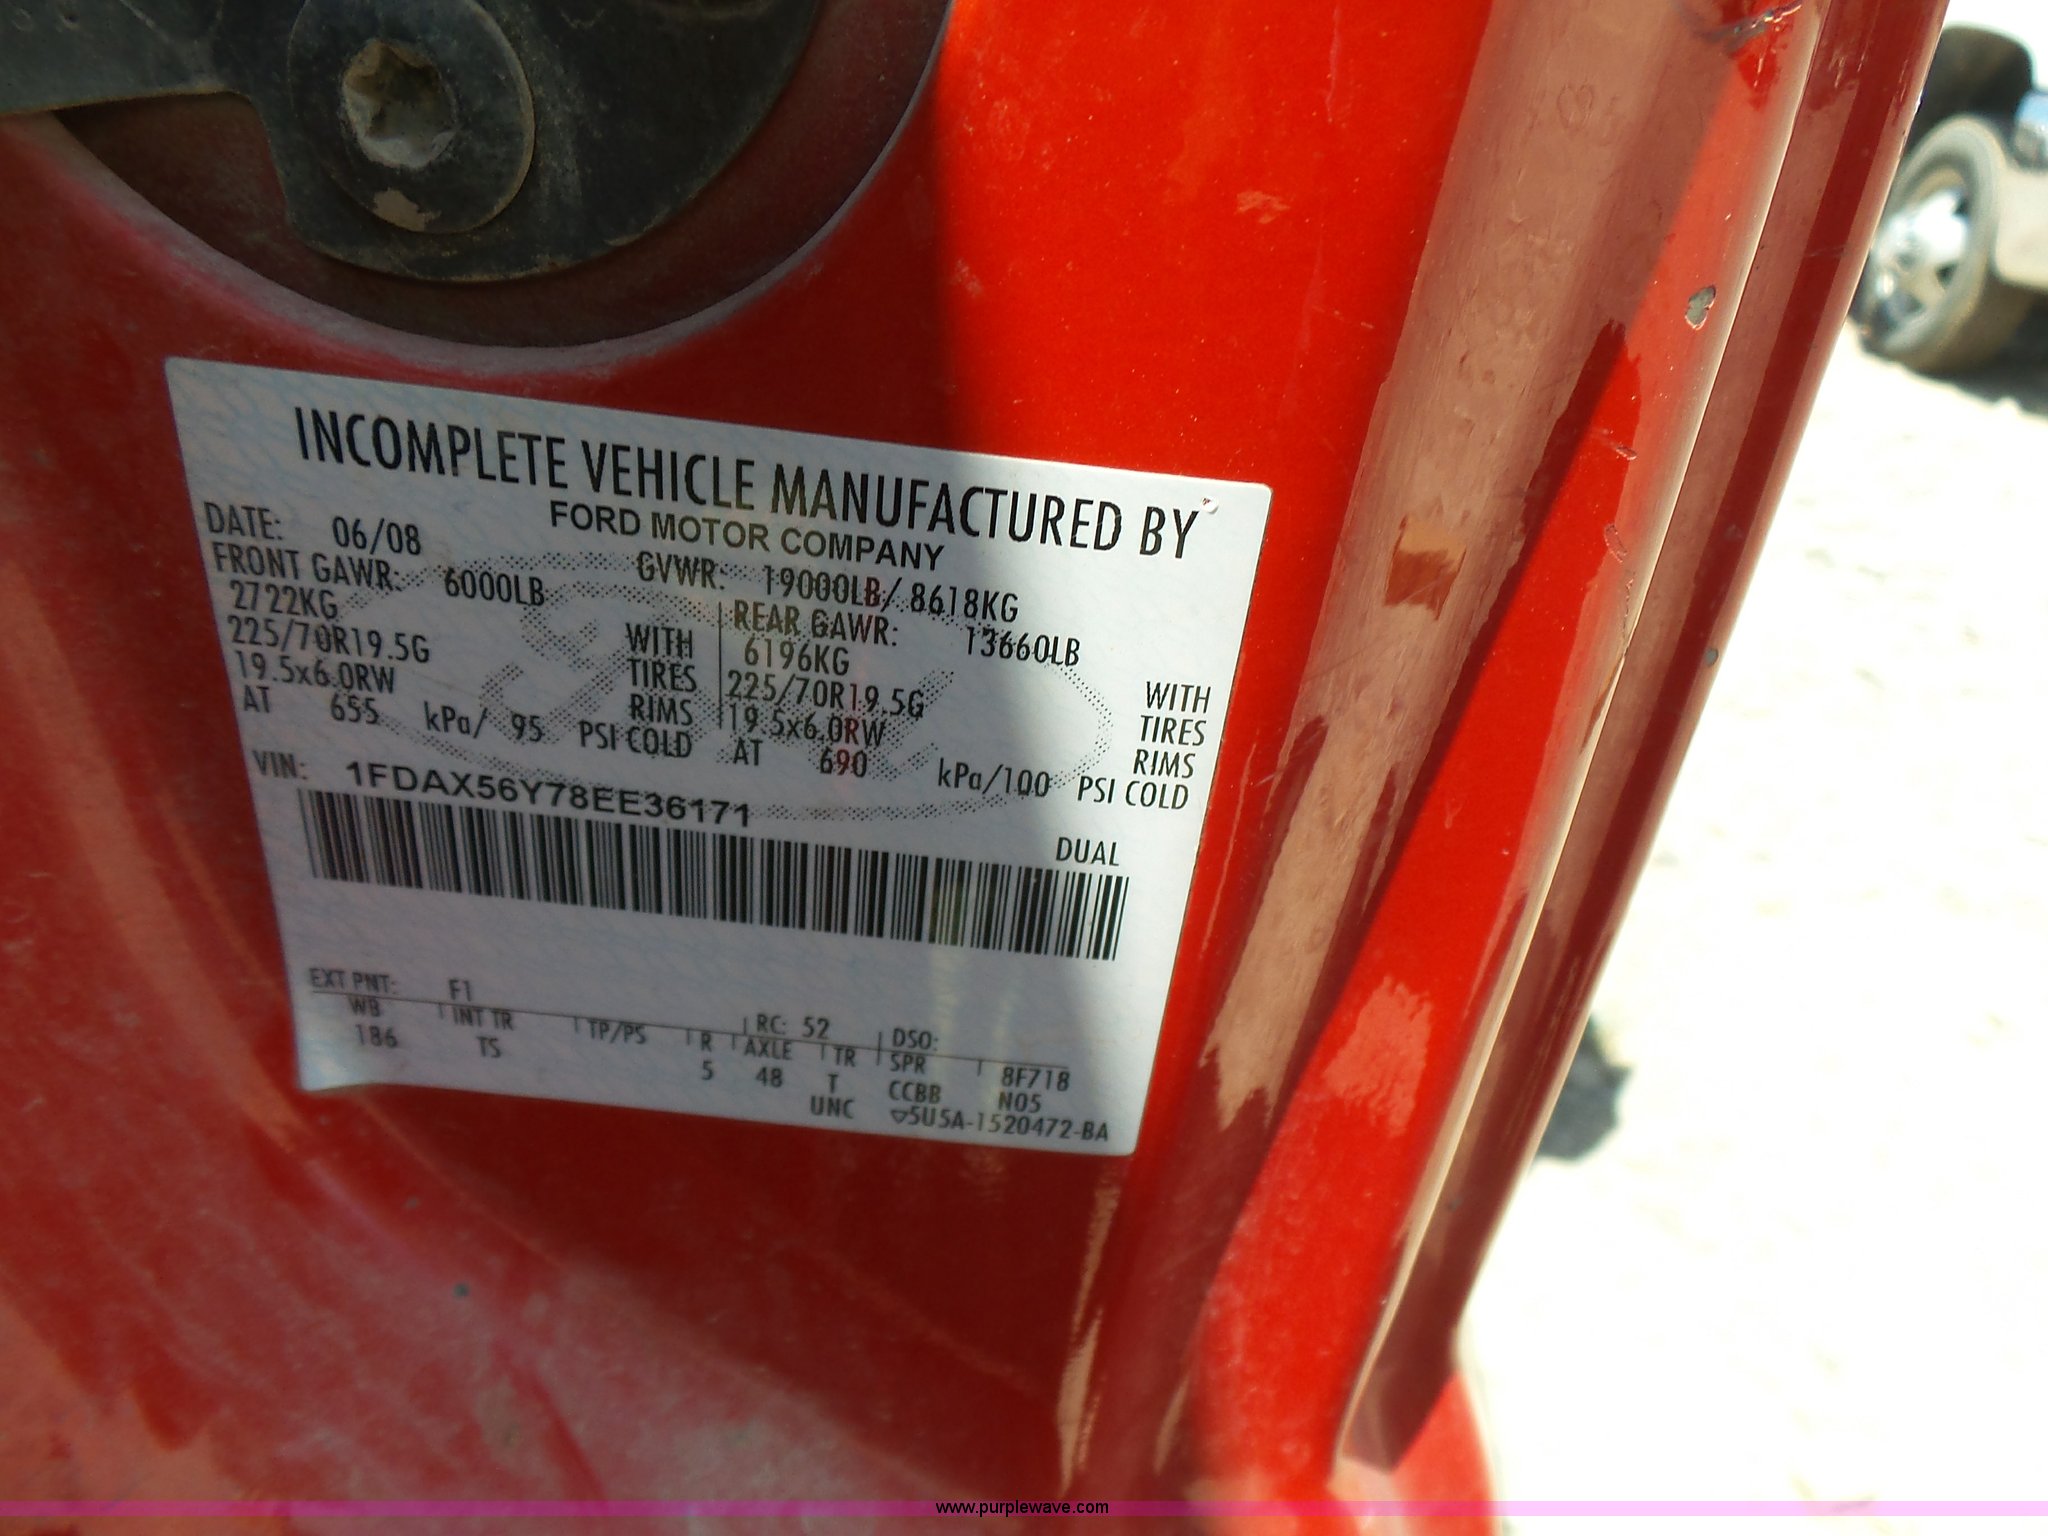 INCOMPLETE VEHICLE MANUFACTURED BY
FORD MOTOR COMPANY
DATE: 06/08 GVWR: 19000LB/ 8618KG
FRONT GAWR: 6000LB REAR GAWR: 13660LB
2722KG WITH 6196KG WITH
225/70R19.5G TIRES 225/70R19.5G TIRES
19.5x6.0RW RIMS 19.5x6.0RW RIMS
AT 655 kPa/ 95 PSI COLD AT 690 kPa/100 PSI COLD
VIN: 1FDAX56Y78EE36171
DUAL
EXT PNT: F1 RC: 52 DSO:
WB INT TR TP/PS R AXLE TR SPR 8F718
186 TS 5 48 T CCBB N05
UNC 5U5A-1520472-BA
www.purplewave.com